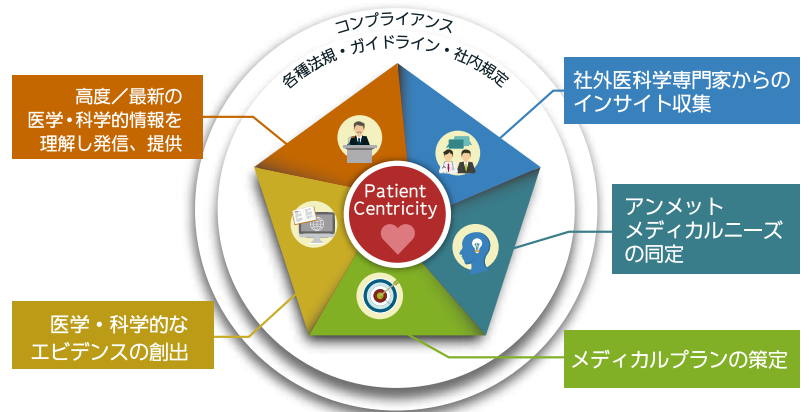 コンプライアンス
各種法規・ガイドライン・社内規定
高度／最新の
医学・科学的情報を
理解し発信、提供
社外医科学専門家からの
インサイト収集
Patient
Centricity
アンメット
メディカルニーズ
の同定
医学・科学的な
エビデンスの創出
メディカルプランの策定